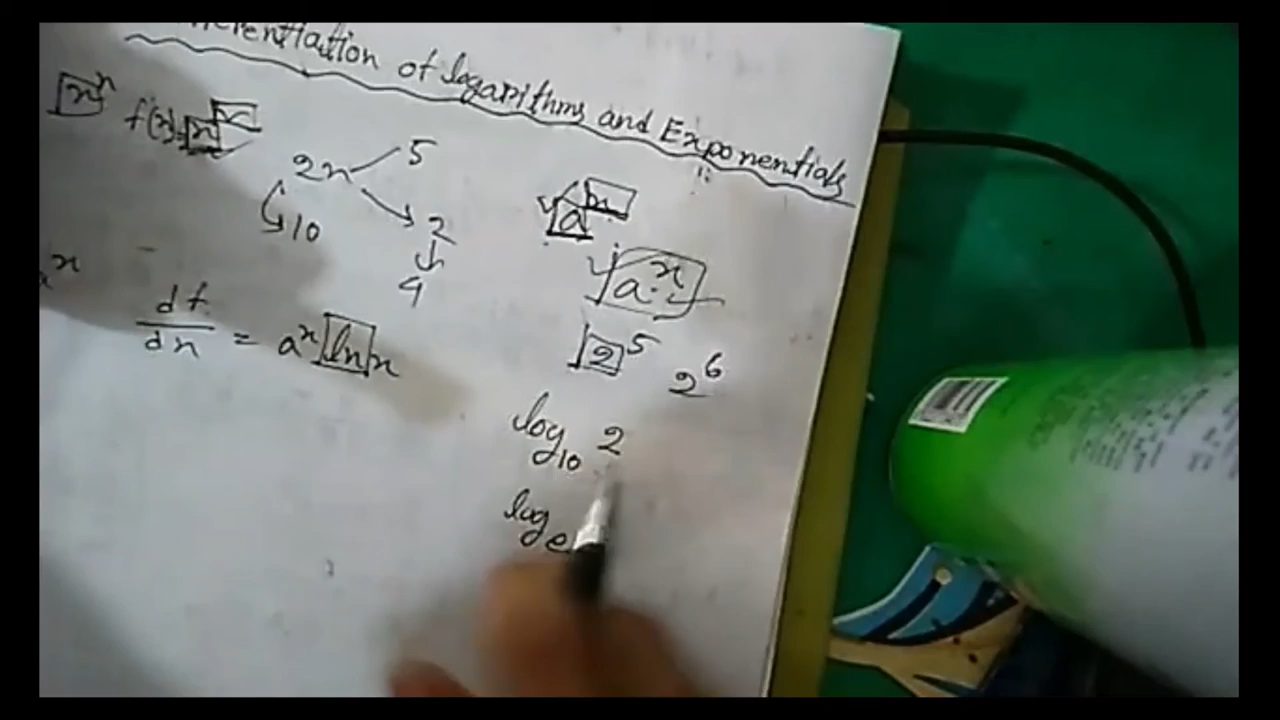 of logarithms and Exponentials
x^n f(x)=x^x
2x 5
10 2
4
a^x
a^x
a^x
df/dx = a^x ln x
2^5 2^6
log_10 2
log_e